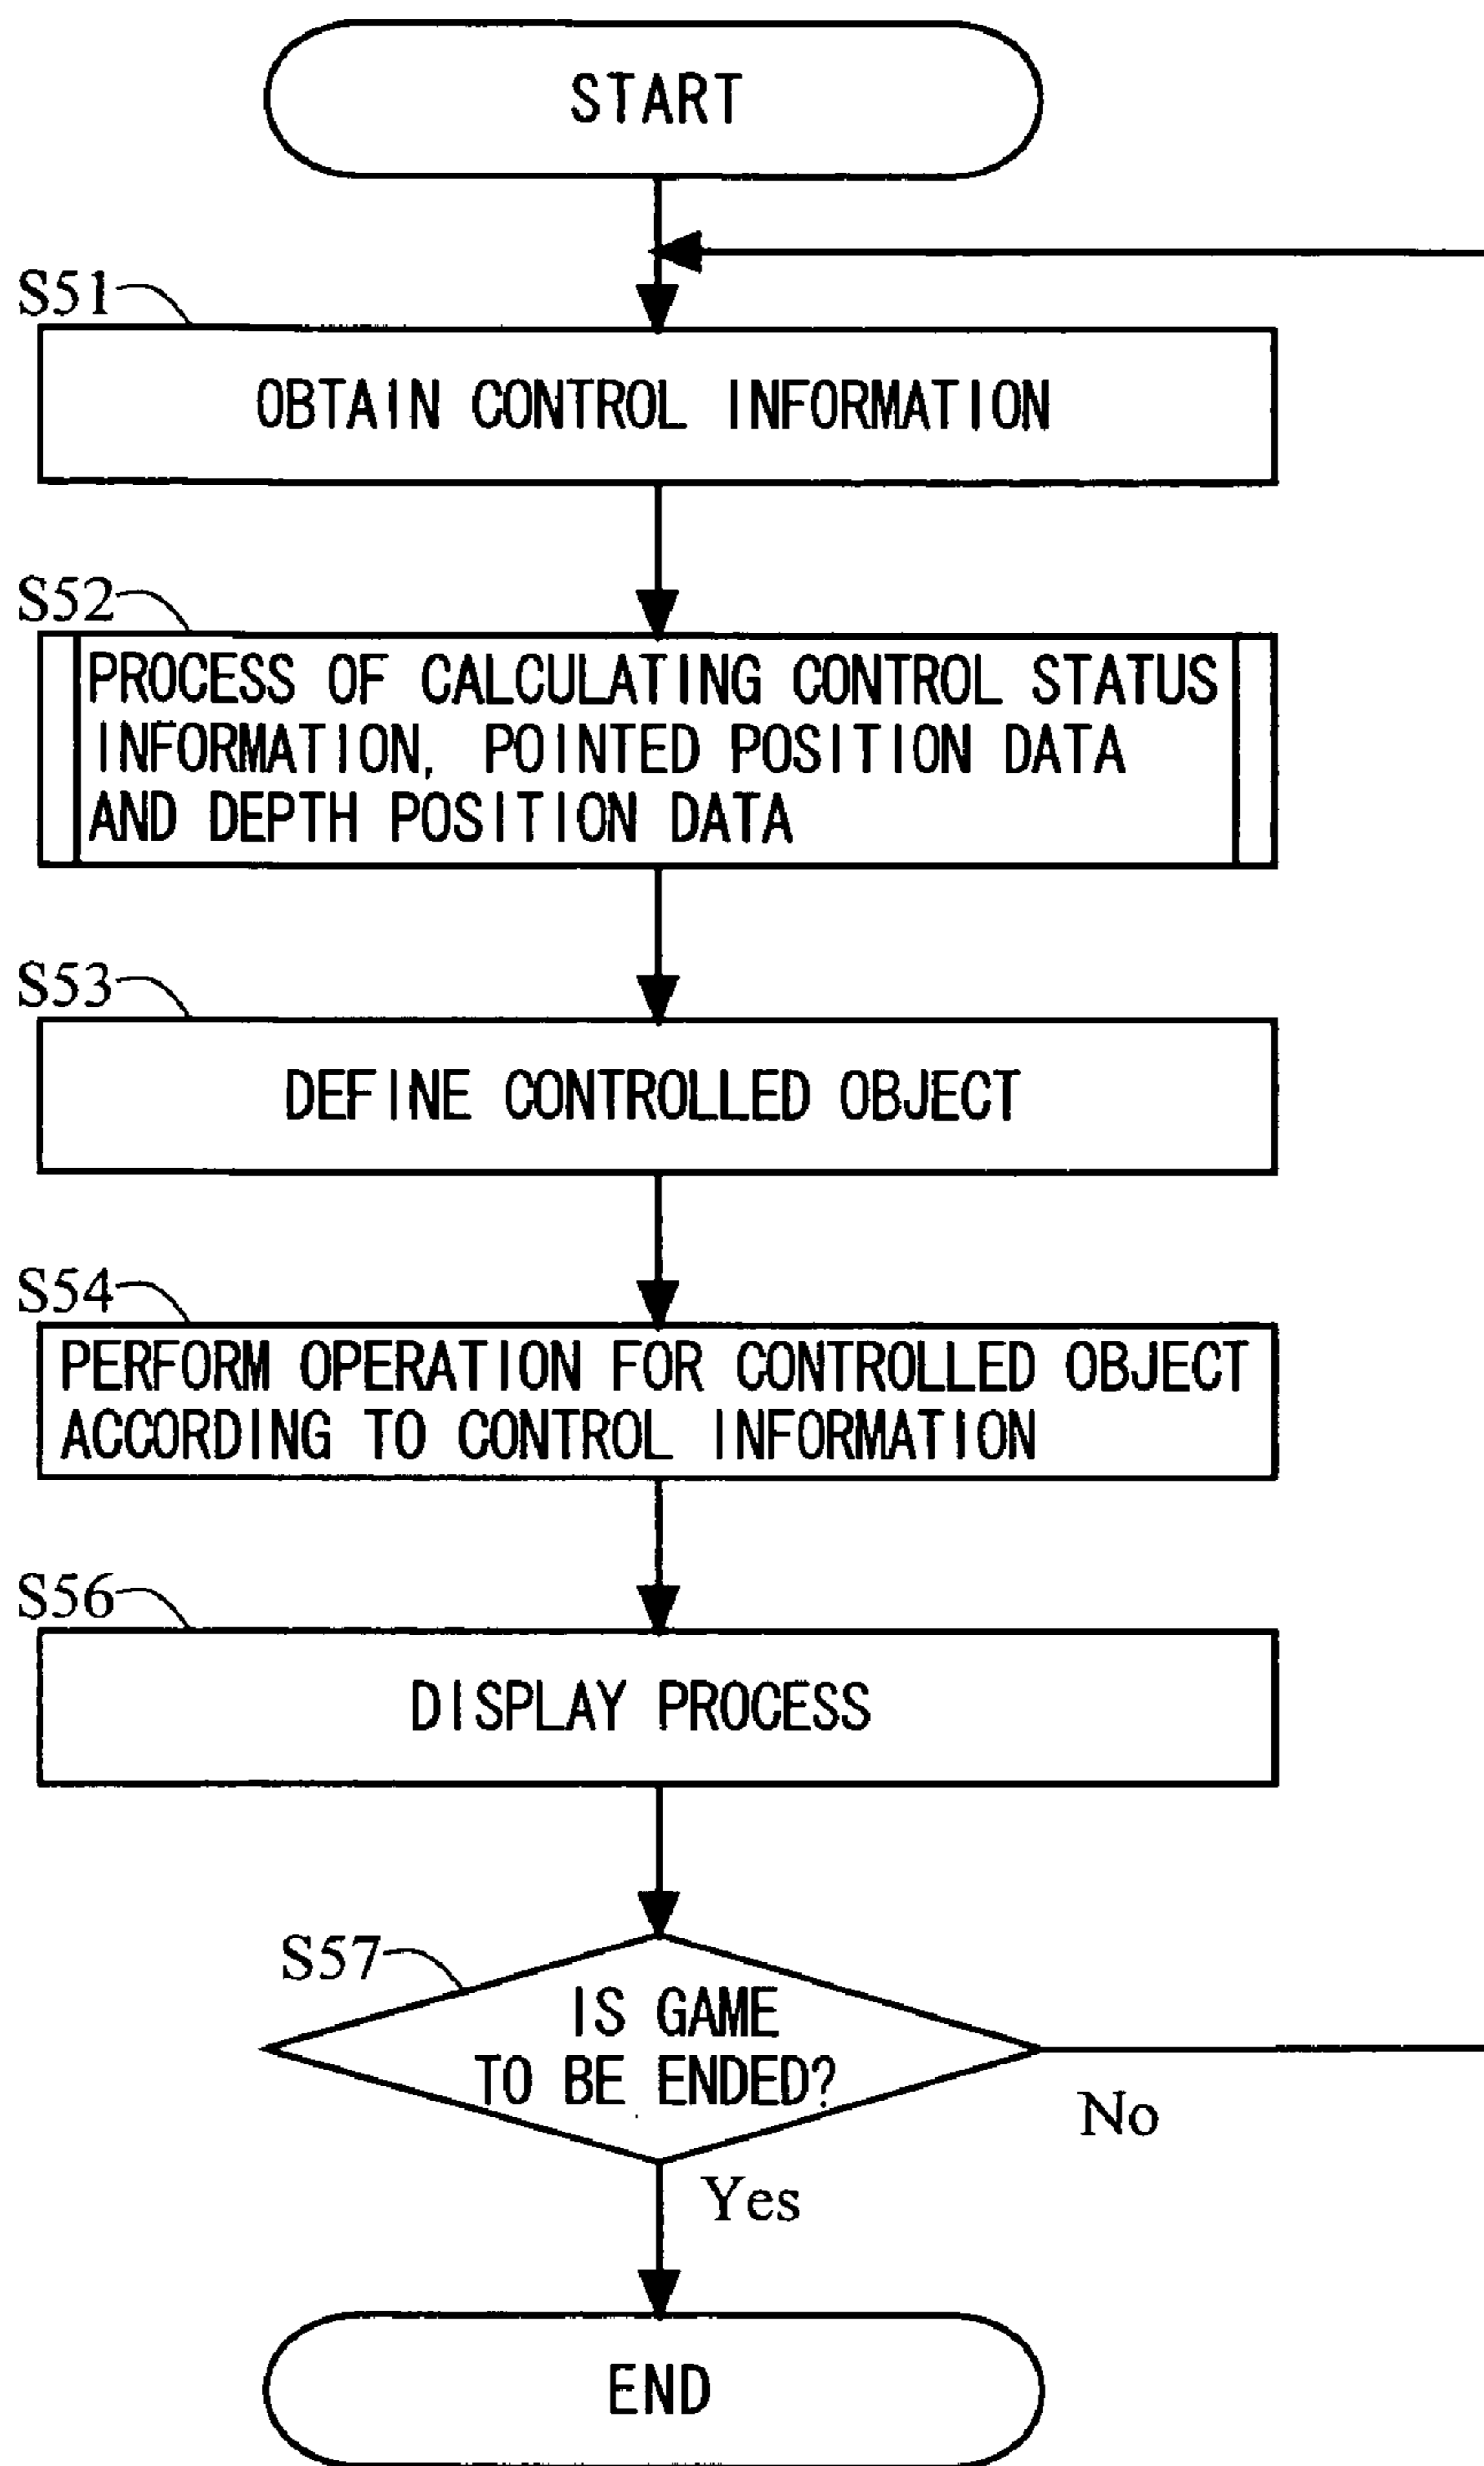 START
S51
OBTAIN CONTROL INFORMATION
S52
PROCESS OF CALCULATING CONTROL STATUS
INFORMATION, POINTED POSITION DATA
AND DEPTH POSITION DATA
S53
DEFINE CONTROLLED OBJECT
S54
PERFORM OPERATION FOR CONTROLLED OBJECT
ACCORDING TO CONTROL INFORMATION
S56
DISPLAY PROCESS
S57
IS GAME
TO BE ENDED?
No
Yes
END